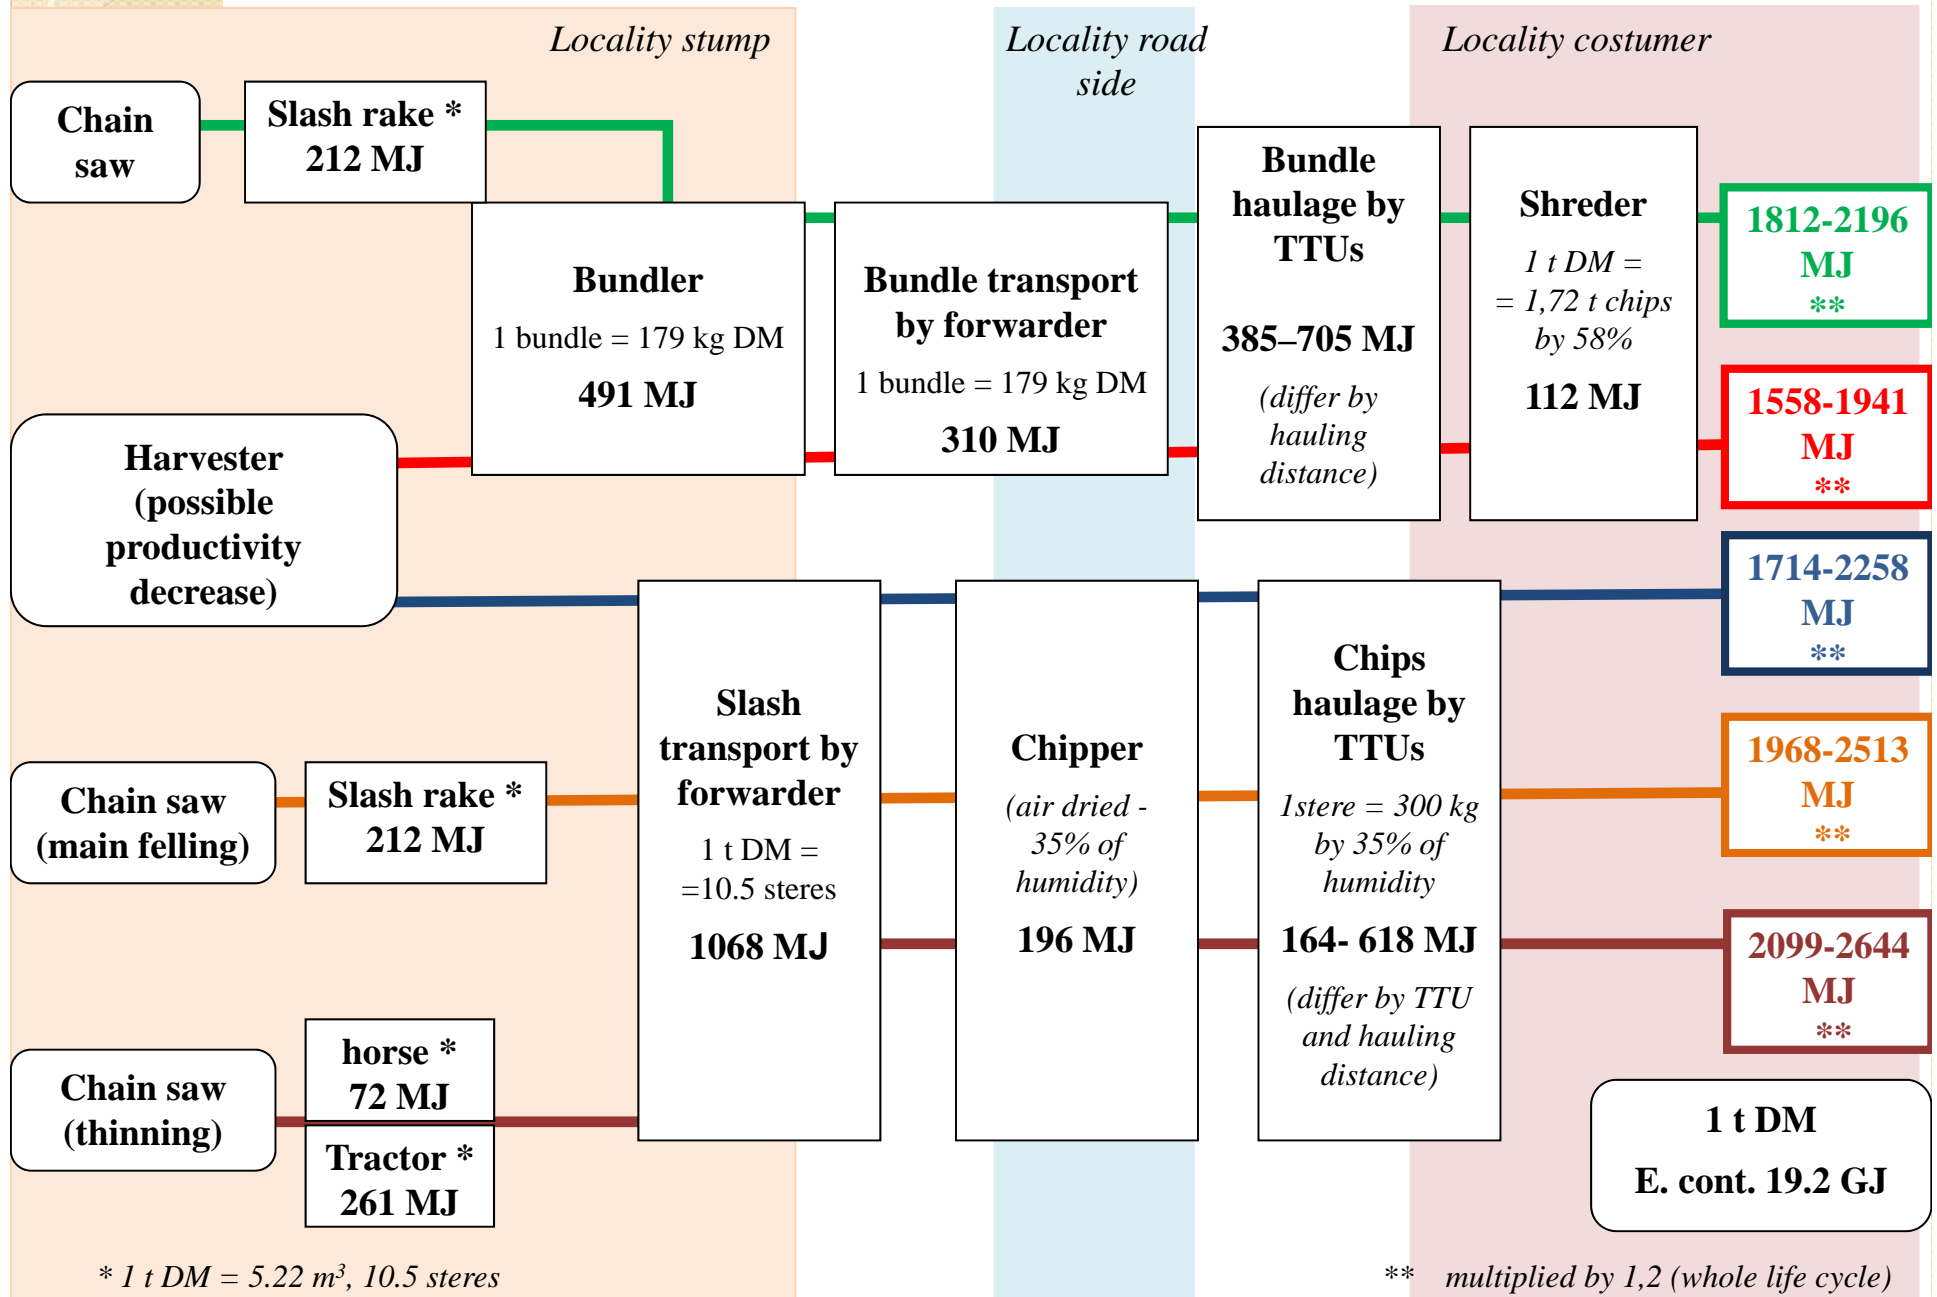 Locality stump
Locality road
side
Locality costumer
Chain
saw
Slash rake *
212 MJ
Bundler
1 bundle = 179 kg DM
491 MJ
Bundle transport
by forwarder
1 bundle = 179 kg DM
310 MJ
Bundle
haulage by
TTUs
385–705 MJ
(differ by
hauling
distance)
Shreder
1 t DM =
= 1,72 t chips
by 58%
112 MJ
1812-2196
MJ
**
1558-1941
MJ
**
Harvester
(possible
productivity
decrease)
1714-2258
MJ
**
Slash
transport by
forwarder
1 t DM =
=10.5 steres
1068 MJ
Chipper
(air dried -
35% of
humidity)
196 MJ
Chips
haulage by
TTUs
1stere = 300 kg
by 35% of
humidity
164- 618 MJ
(differ by TTU
and hauling
distance)
1968-2513
MJ
**
Chain saw
(main felling)
Slash rake *
212 MJ
2099-2644
MJ
**
Chain saw
(thinning)
horse *
72 MJ
Tractor *
261 MJ
1 t DM
E. cont. 19.2 GJ
* 1 t DM = 5.22 m³, 10.5 steres
** multiplied by 1,2 (whole life cycle)